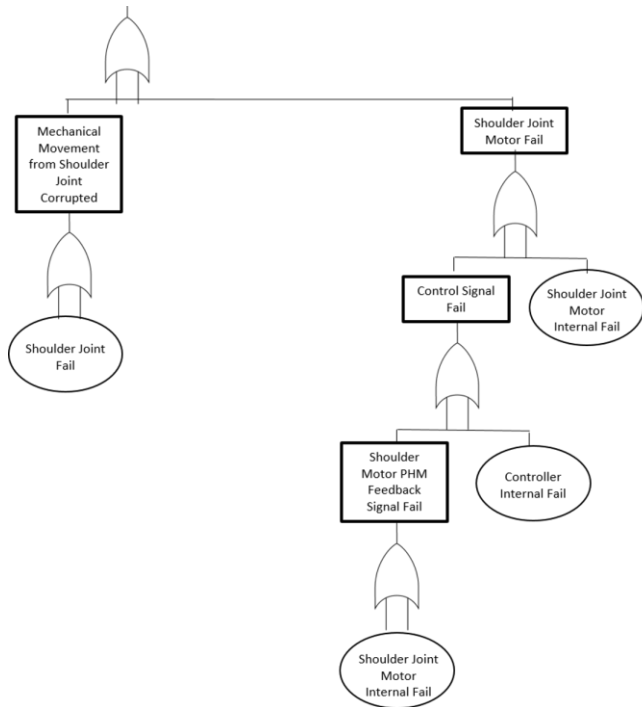 Mechanical
Movement
from Shoulder
Joint
Corrupted
Shoulder Joint
Motor Fail
Control Signal
Fail
Shoulder Joint
Motor
Internal Fail
Shoulder Joint
Fail
Shoulder
Motor PHM
Feedback
Signal Fail
Controller
Internal Fail
Shoulder Joint
Motor
Internal Fail